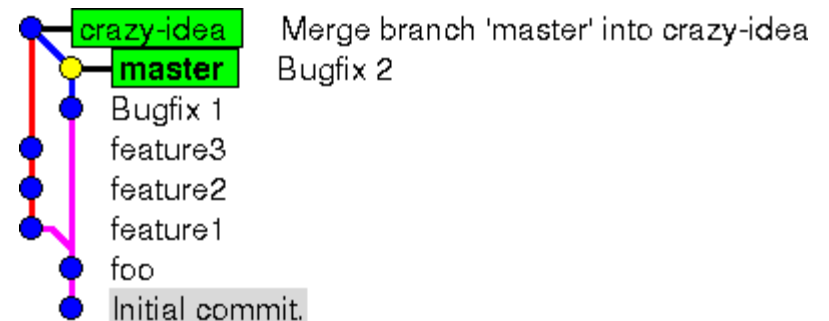 crazy-idea Merge branch 'master' into crazy-idea
master Bugfix 2
Bugfix 1
feature3
feature2
feature1
foo
Initial commit.